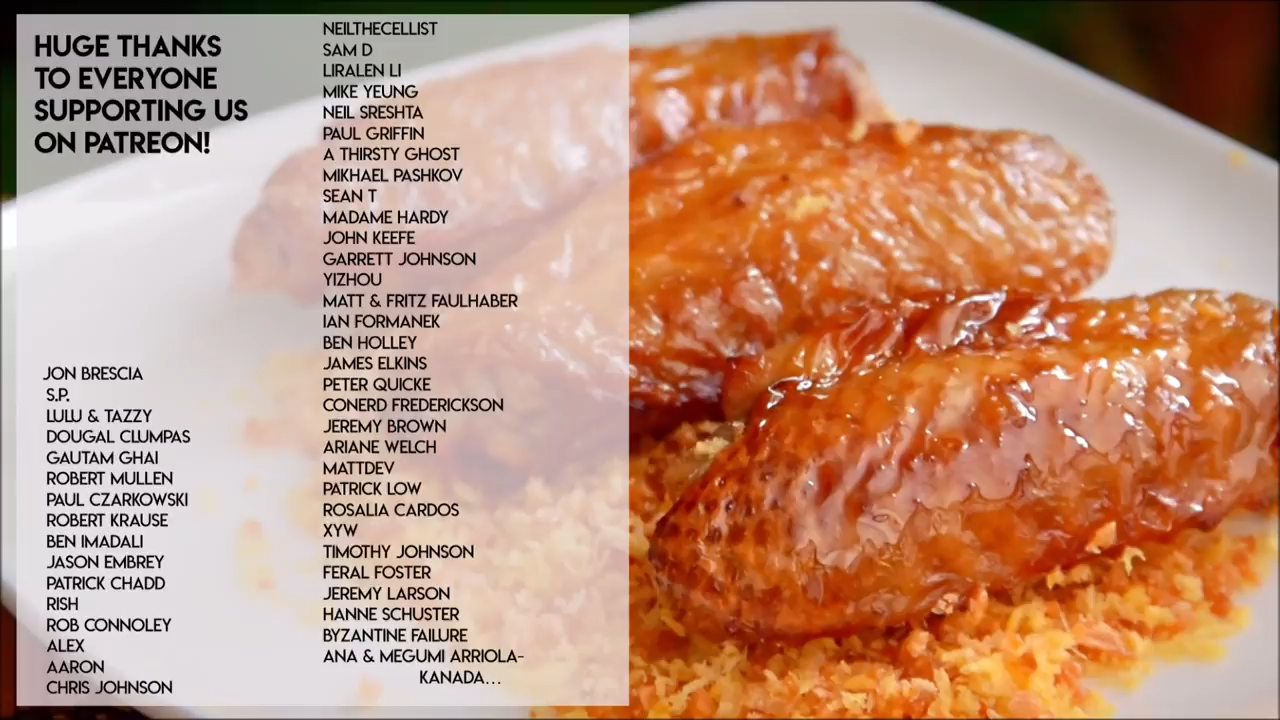 HUGE THANKS
TO EVERYONE
SUPPORTING US
ON PATREON!
JON BRESCIA
S.P.
LULU & TAZZY
DOUGAL CLUMPAS
GAUTAM GHAI
ROBERT MULLEN
PAUL CZARKOWSKI
ROBERT KRAUSE
BEN IMADALI
JASON EMBREY
PATRICK CHADD
RISH
ROB CONNOLEY
ALEX
AARON
CHRIS JOHNSON
NEILTHECELLIST
SAM D
LIRALEN LI
MIKE YEUNG
NEIL SRESHTA
PAUL GRIFFIN
A THIRSTY GHOST
MIKHAEL PASHKOV
SEAN T
MADAME HARDY
JOHN KEEFE
GARRETT JOHNSON
YIZHOU
MATT & FRITZ FAULHABER
IAN FORMANEK
BEN HOLLEY
JAMES ELKINS
PETER QUICKE
CONERD FREDERICKSON
JEREMY BROWN
ARIANE WELCH
MATTDEV
PATRICK LOW
ROSALIA CARDOS
XYW
TIMOTHY JOHNSON
FERAL FOSTER
JEREMY LARSON
HANNE SCHUSTER
BYZANTINE FAILURE
ANA & MEGUMI ARRIOLA-
KANADA...